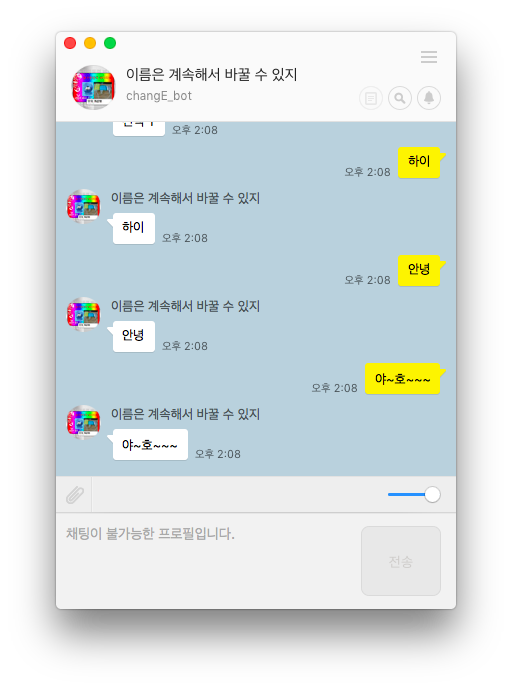 이름은 계속해서 바꿀 수 있지
changE_bot
오후 2:08
오후 2:08 하이
이름은 계속해서 바꿀 수 있지
하이 오후 2:08
오후 2:08 안녕
이름은 계속해서 바꿀 수 있지
안녕 오후 2:08
오후 2:08 야~호~~~
이름은 계속해서 바꿀 수 있지
야~호~~~ 오후 2:08
채팅이 불가능한 프로필입니다.
전송